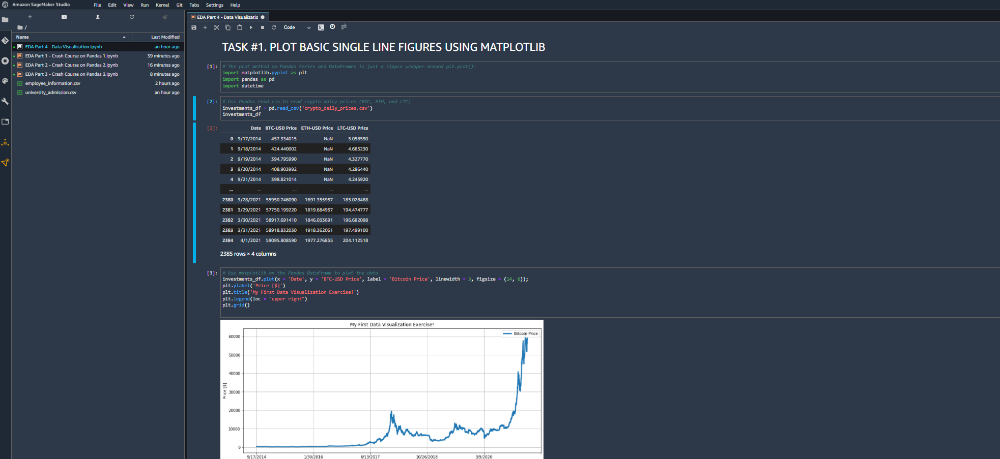 Amazon SageMaker Studio File Edit View Run Kernel Git Tabs Settings Help
EDA Part 4 - Data Visualizatio
Code
git
/
Name Last Modified
EDA Part 4 - Data Visualization.ipynb an hour ago
EDA Part 1 - Crash Course on Pandas 1.ipynb 39 minutes ago
EDA Part 2 - Crash Course on Pandas 2.ipynb 16 minutes ago
EDA Part 3 - Crash Course on Pandas 3.ipynb 8 minutes ago
employee_information.csv 2 hours ago
university_admission.csv an hour ago
TASK #1. PLOT BASIC SINGLE LINE FIGURES USING MATPLOTLIB
[1]: # The plot method on Pandas Series and DataFrames is just a simple wrapper around plt.plot():
import matplotlib.pyplot as plt
import pandas as pd
import datetime
[2]: # Use Pandas read_csv to read crypto daily prices (BTC, ETH, and LTC)
investments_df = pd.read_csv('crypto_daily_prices.csv')
investments_df
[2]: Date BTC-USD Price ETH-USD Price LTC-USD Price
0 9/17/2014 457.334015 NaN 5.058550
1 9/18/2014 424.440002 NaN 4.685230
2 9/19/2014 394.795990 NaN 4.327770
3 9/20/2014 408.903992 NaN 4.286440
4 9/21/2014 398.821014 NaN 4.245920
... ... ... ... ...
2380 3/28/2021 55950.746090 1691.355957 185.028488
2381 3/29/2021 57750.199220 1819.684937 194.474777
2382 3/30/2021 58917.691410 1846.033691 196.682098
2383 3/31/2021 58918.832030 1918.362061 197.499100
2384 4/1/2021 59095.808590 1977.276855 204.112518
2385 rows × 4 columns
[3]: # Use matplotlib on the Pandas DataFrame to plot the data
investments_df.plot(x = 'Date', y = 'BTC-USD Price', label = 'Bitcoin Price', linewidth = 3, figsize = (14, 6));
plt.ylabel('Price [$]')
plt.title('My First Data Visualization Exercise!')
plt.legend(loc = "upper right")
plt.grid()
My First Data Visualization Exercise!
Bitcoin Price
60000
50000
40000
30000
20000
10000
0
Price [$]
9/17/2014 1/30/2016 6/13/2017 10/26/2018 3/9/2020